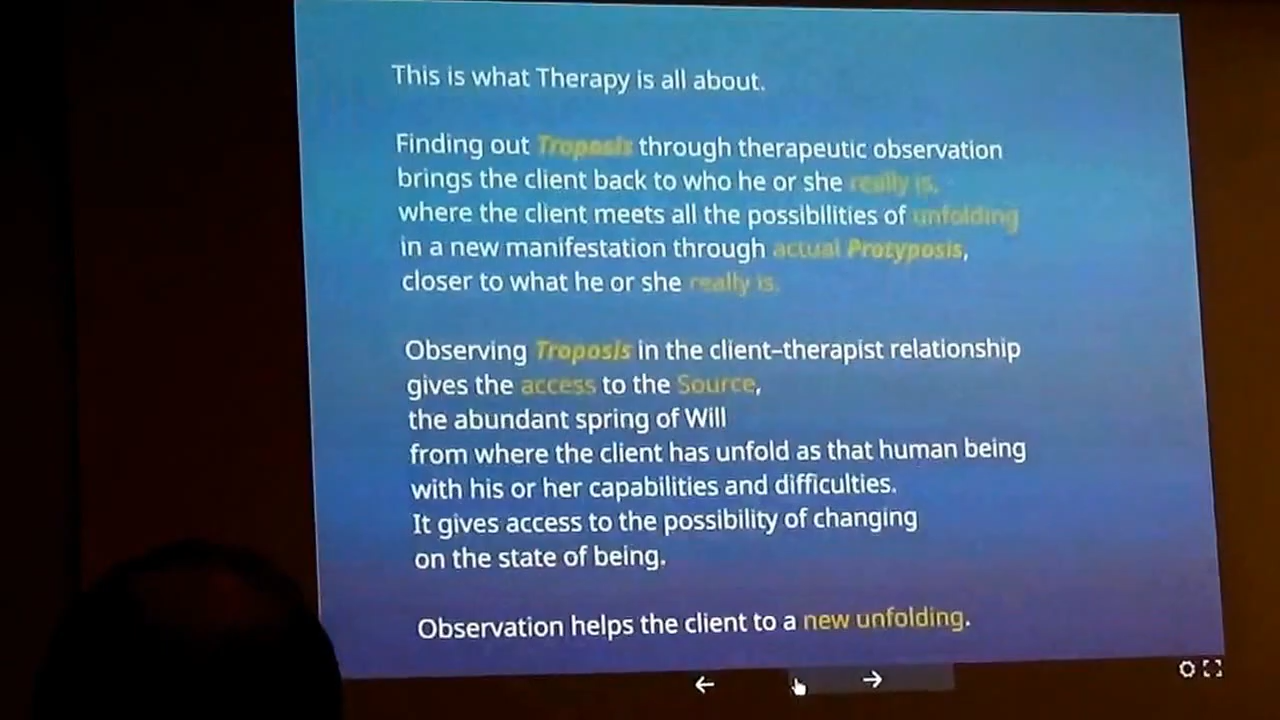 This is what Therapy is all about.
Finding out Troposis through therapeutic observation
brings the client back to who he or she really is,
where the client meets all the possibilities of unfolding
in a new manifestation through actual Protyposis,
closer to what he or she really is.
Observing Troposis in the client–therapist relationship
gives the access to the Source,
the abundant spring of Will
from where the client has unfold as that human being
with his or her capabilities and difficulties.
It gives access to the possibility of changing
on the state of being.
Observation helps the client to a new unfolding.